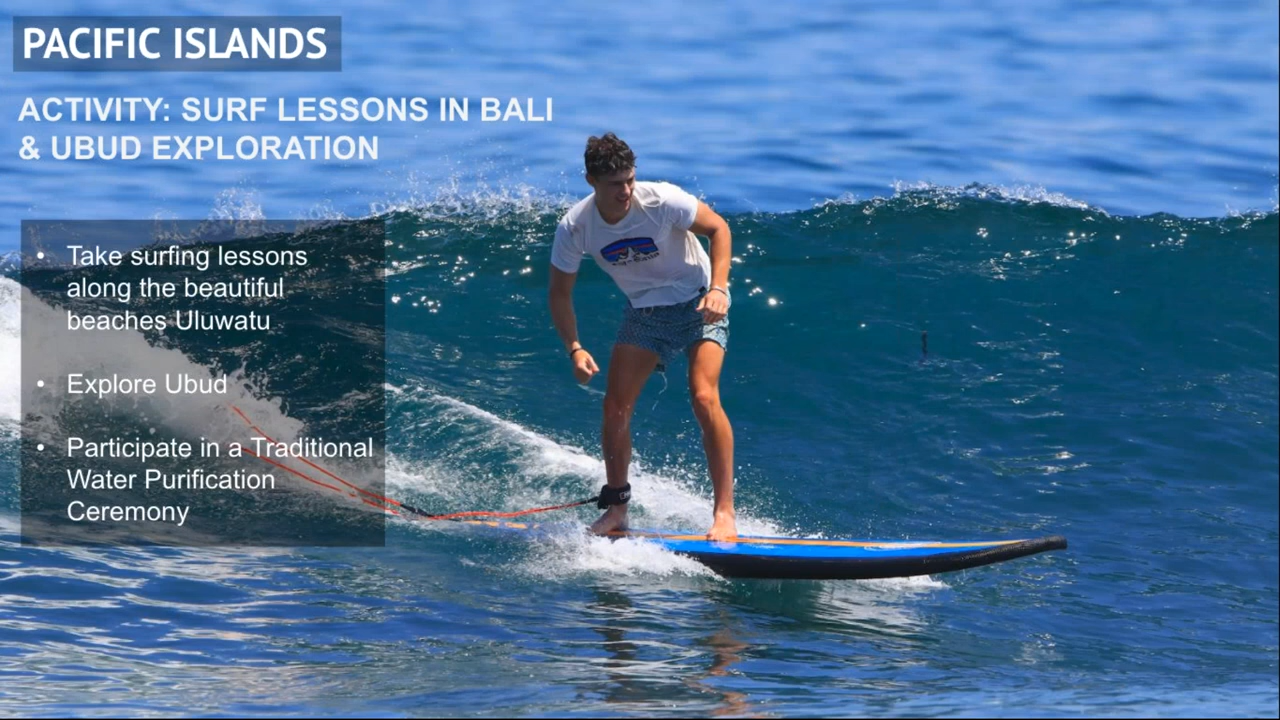 PACIFIC ISLANDS
ACTIVITY: SURF LESSONS IN BALI
& UBUD EXPLORATION
• Take surfing lessons
along the beautiful
beaches Uluwatu
• Explore Ubud
• Participate in a Traditional
Water Purification
Ceremony